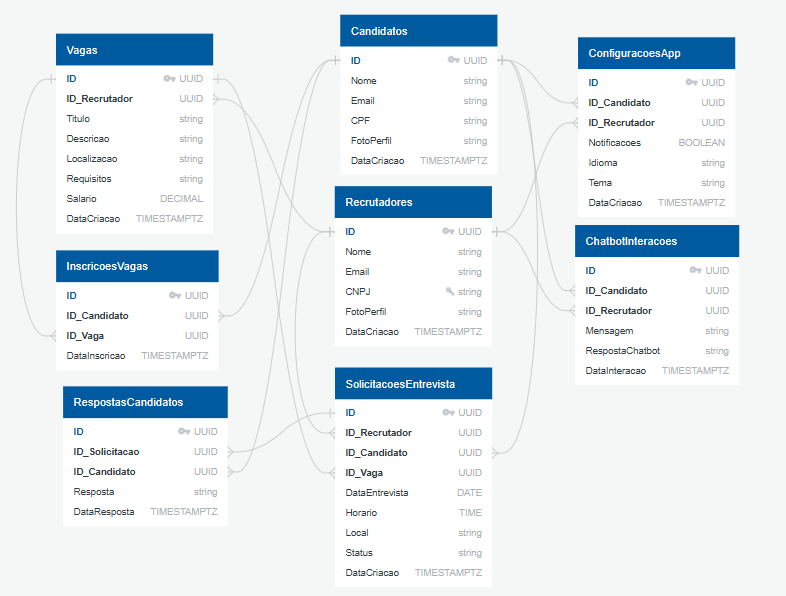 Vagas
ID UUID
ID_Recrutador UUID
Titulo string
Descricao string
Localizacao string
Requisitos string
Salario DECIMAL
DataCriacao TIMESTAMPTZ
InscricoesVagas
ID UUID
ID_Candidato UUID
ID_Vaga UUID
DataInscricao TIMESTAMPTZ
RespostasCandidatos
ID UUID
ID_Solicitacao UUID
ID_Candidato UUID
Resposta string
DataResposta TIMESTAMPTZ
Candidatos
ID UUID
Nome string
Email string
CPF string
FotoPerfil string
DataCriacao TIMESTAMPTZ
Recrutadores
ID UUID
Nome string
Email string
CNPJ string
FotoPerfil string
DataCriacao TIMESTAMPTZ
SolicitacoesEntrevista
ID UUID
ID_Recrutador UUID
ID_Candidato UUID
ID_Vaga UUID
DataEntrevista DATE
Horario TIME
Local string
Status string
DataCriacao TIMESTAMPTZ
ConfiguracoesApp
ID UUID
ID_Candidato UUID
ID_Recrutador UUID
Notificacoes BOOLEAN
Idioma string
Tema string
DataCriacao TIMESTAMPTZ
ChatbotInteracoes
ID UUID
ID_Candidato UUID
ID_Recrutador UUID
Mensagem string
RespostaChatbot string
DataInteracao TIMESTAMPTZ